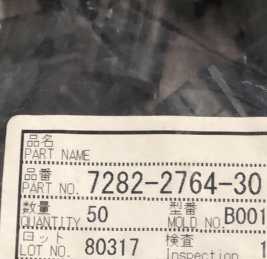 品名
PART NAME
品番
PART NO. 7282-2764-30
数量 型番
QUANTITY 50 MOLD NO. B001
ロット 検査
LOT NO. 80317 Inspection 1